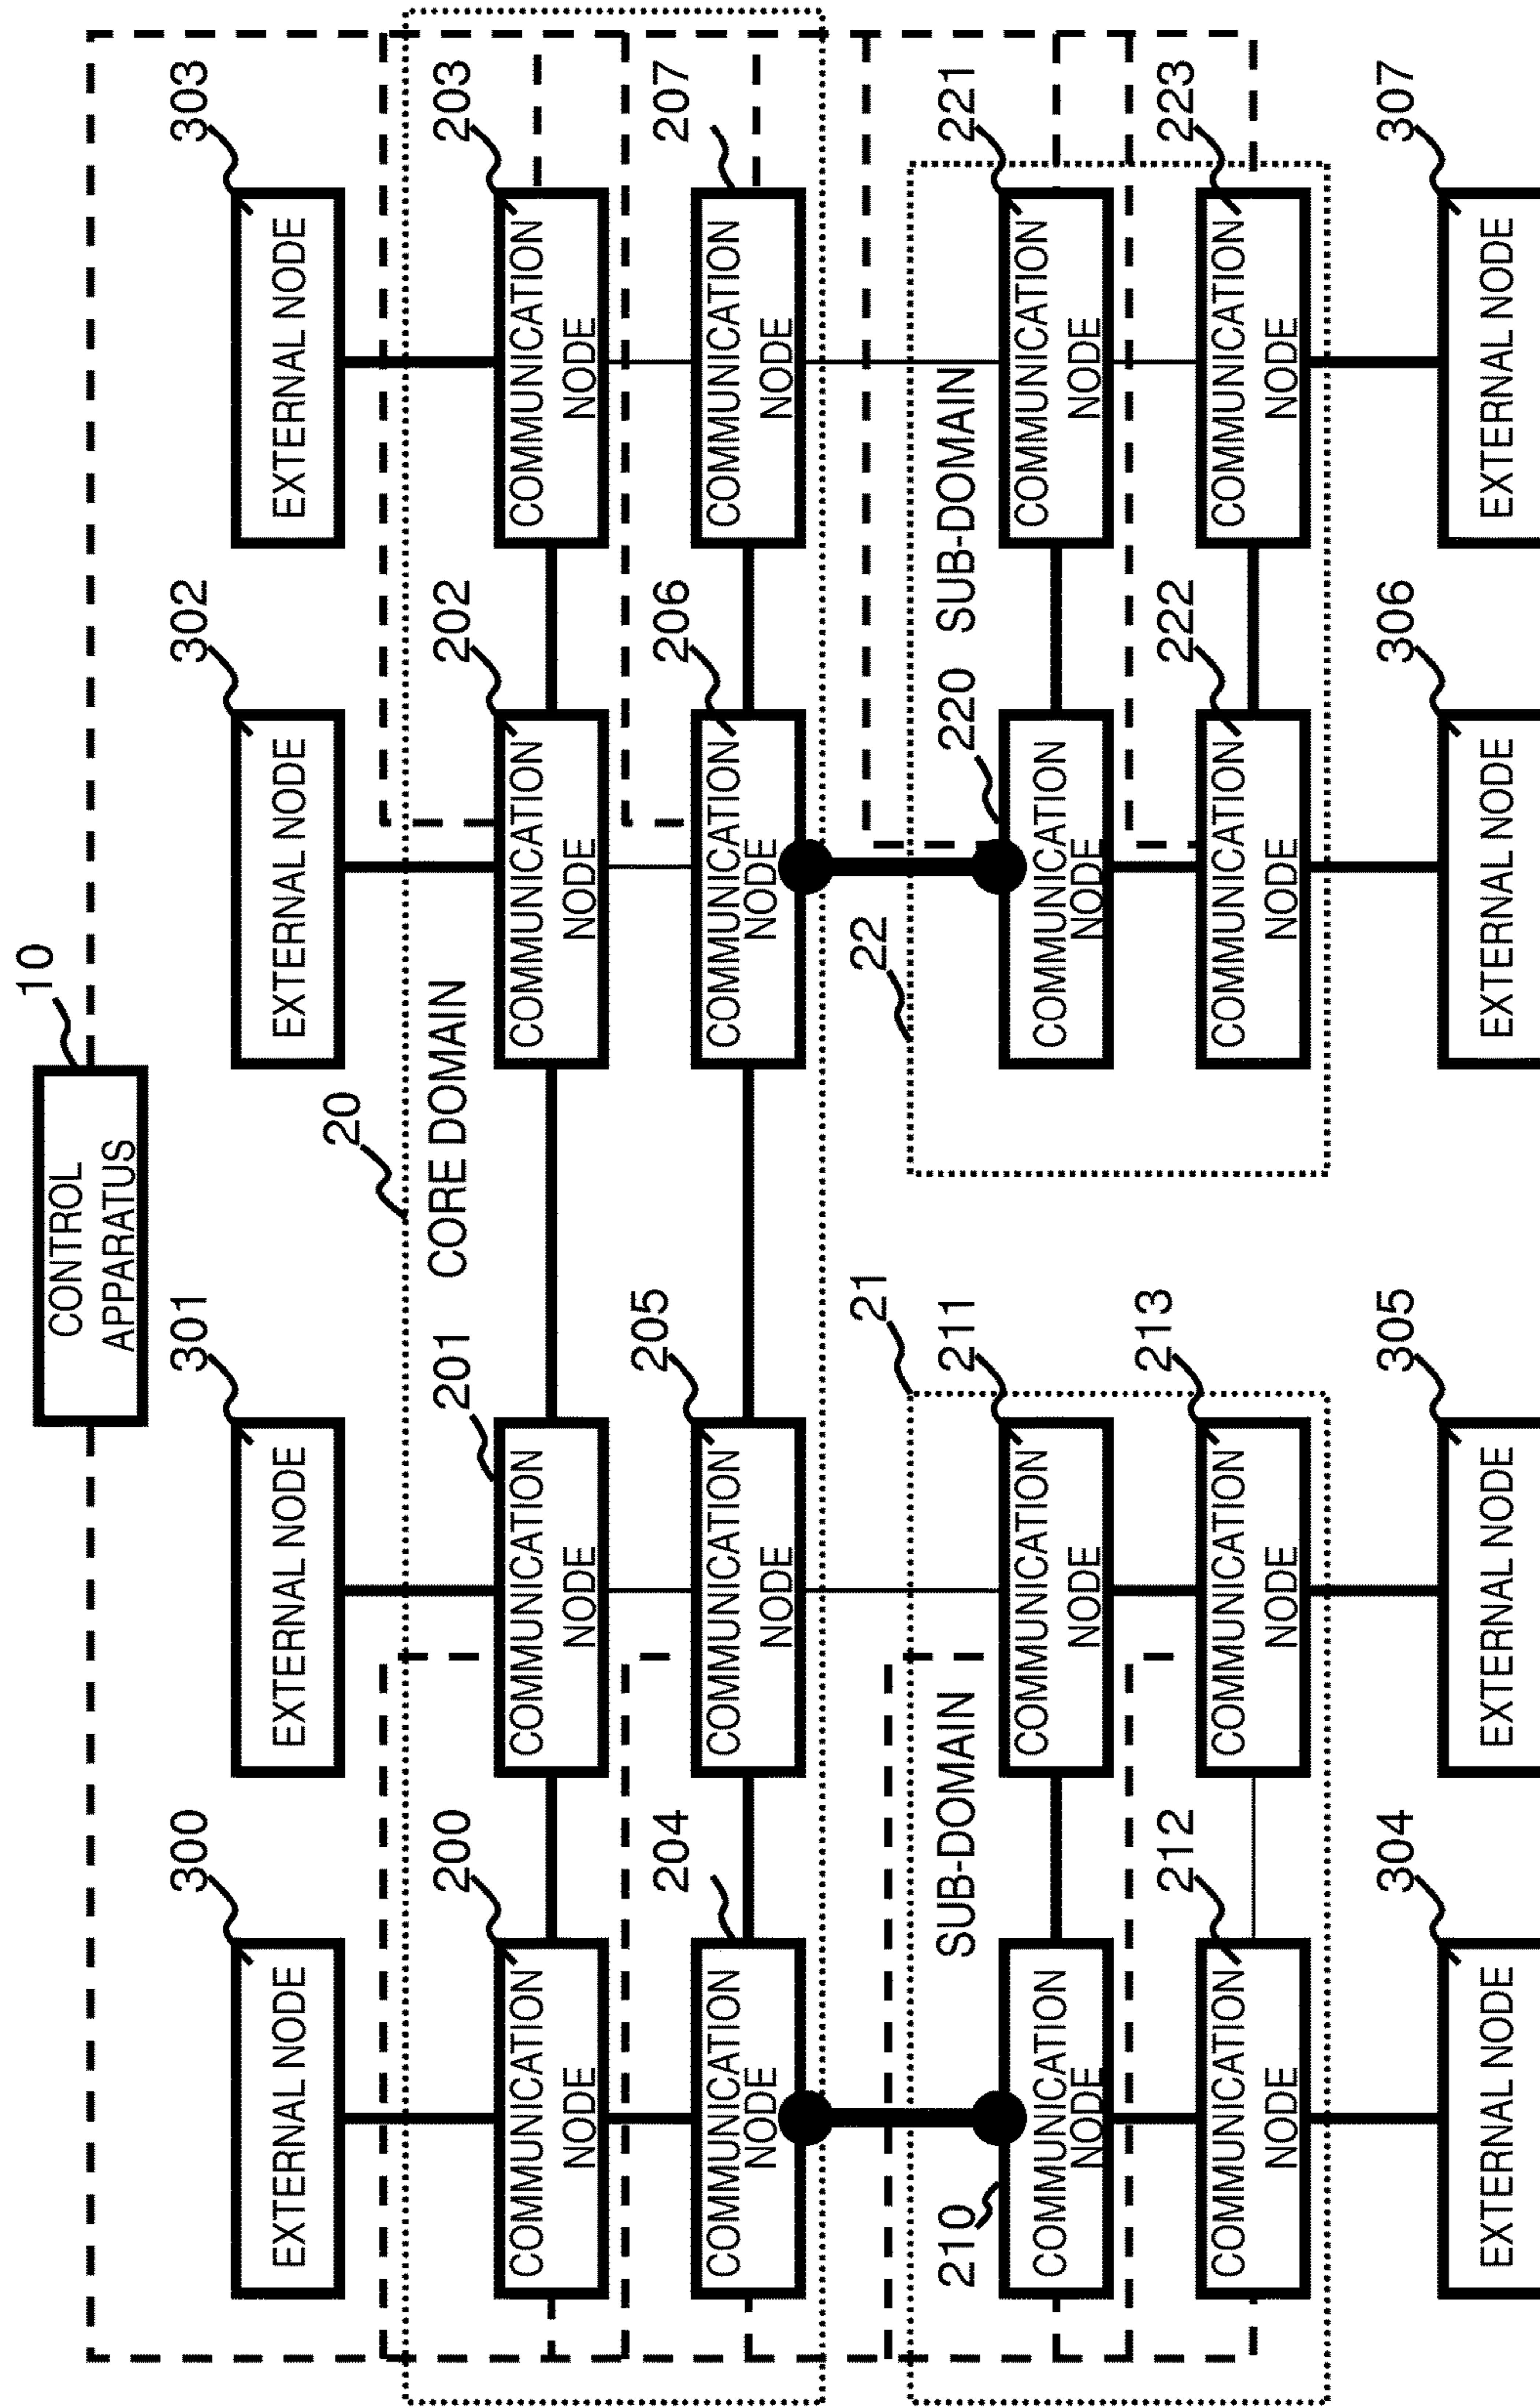 10
CONTROL
APPARATUS
300
301
302
303
EXTERNAL NODE
EXTERNAL NODE
EXTERNAL NODE
EXTERNAL NODE
20
CORE DOMAIN
200
201
202
203
COMMUNICATION
NODE
COMMUNICATION
NODE
COMMUNICATION
NODE
COMMUNICATION
NODE
204
205
206
207
COMMUNICATION
NODE
COMMUNICATION
NODE
COMMUNICATION
NODE
COMMUNICATION
NODE
21
22
210
SUB-DOMAIN
211
220
SUB-DOMAIN
221
COMMUNICATION
NODE
COMMUNICATION
NODE
COMMUNICATION
NODE
COMMUNICATION
NODE
212
213
222
223
COMMUNICATION
NODE
COMMUNICATION
NODE
COMMUNICATION
NODE
COMMUNICATION
NODE
304
305
306
307
EXTERNAL NODE
EXTERNAL NODE
EXTERNAL NODE
EXTERNAL NODE